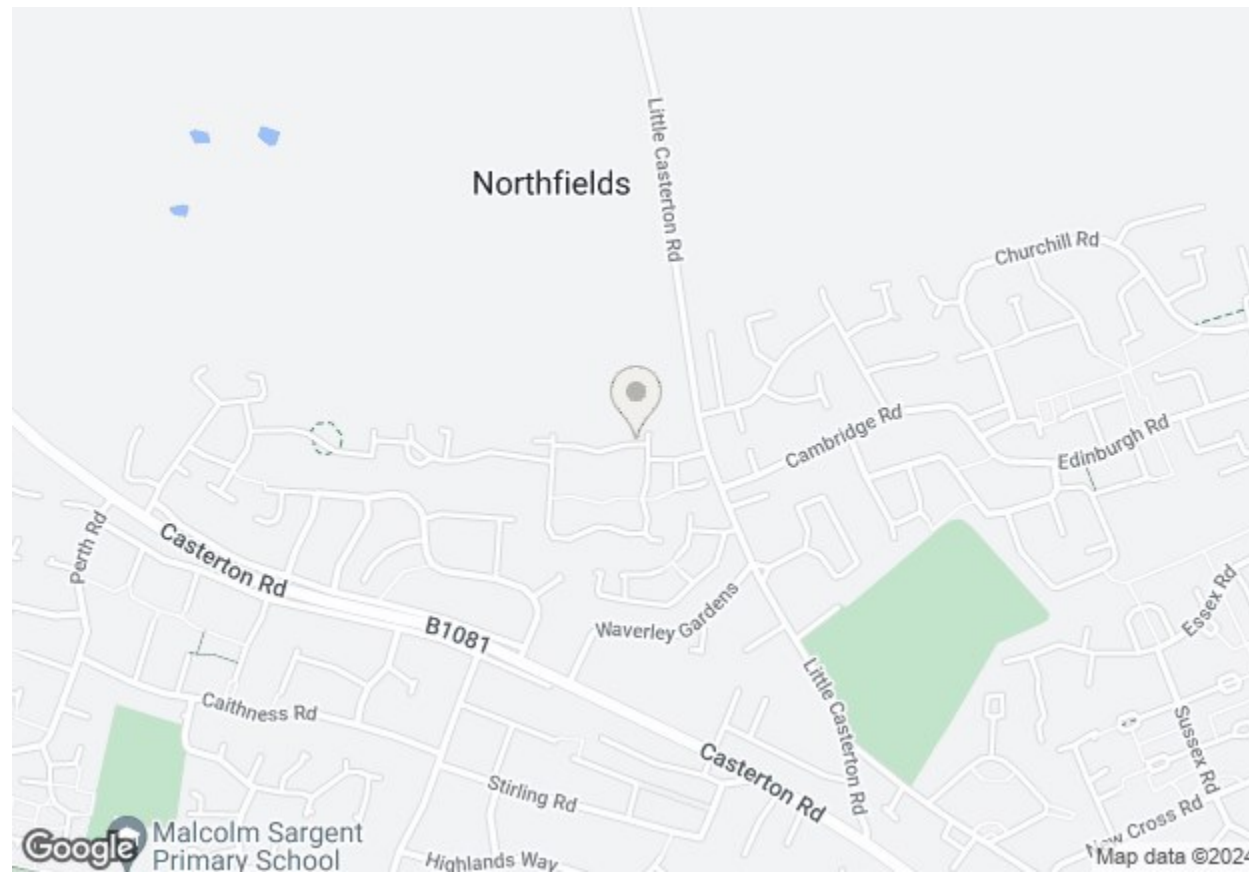 Little Casterton Rd
Northfields
Churchill Rd
Cambridge Rd
Edinburgh Rd
Perth Rd
Casterton Rd
B1081
Waverley Gardens
Essex Rd
Caithness Rd
Little Casterton Rd
Sussex Rd
Casterton Rd
Stirling Rd
New Cross Rd
Malcolm Sargent
Primary School
Highlands Way
Google
Map data ©2024